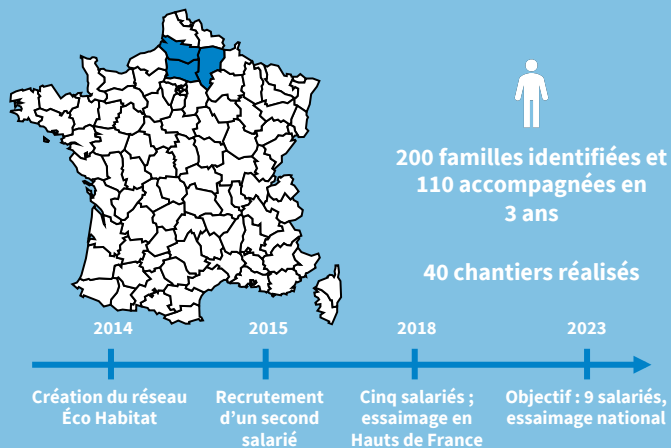 200 familles identifiées et
110 accompagnées en
3 ans
40 chantiers réalisés
2014
2015
2018
2023
Création du réseau
Éco Habitat
Recrutement
d'un second
salarié
Cinq salariés ;
essaimage en
Hauts de France
Objectif : 9 salariés,
essaimage national